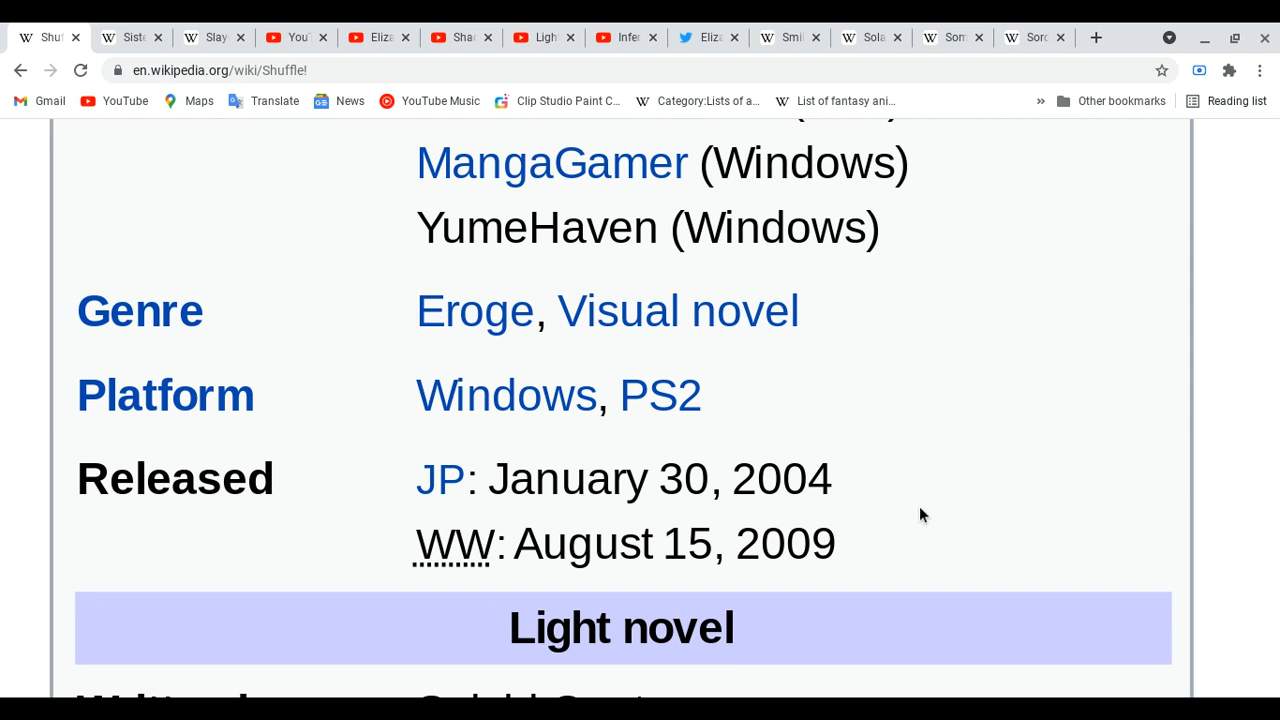 Shuf
Siste
Slay
YouT
Eliza
Sha
Ligh
Infer
Eliza
Smil
Sola
Som
Sorc
en.wikipedia.org/wiki/Shuffle!
Gmail
YouTube
Maps
Translate
News
YouTube Music
Clip Studio Paint C...
Category:Lists of a...
List of fantasy ani...
»
Other bookmarks
Reading list
MangaGamer (Windows)
YumeHaven (Windows)
Genre Eroge, Visual novel
Platform Windows, PS2
Released JP: January 30, 2004
WW: August 15, 2009
Light novel